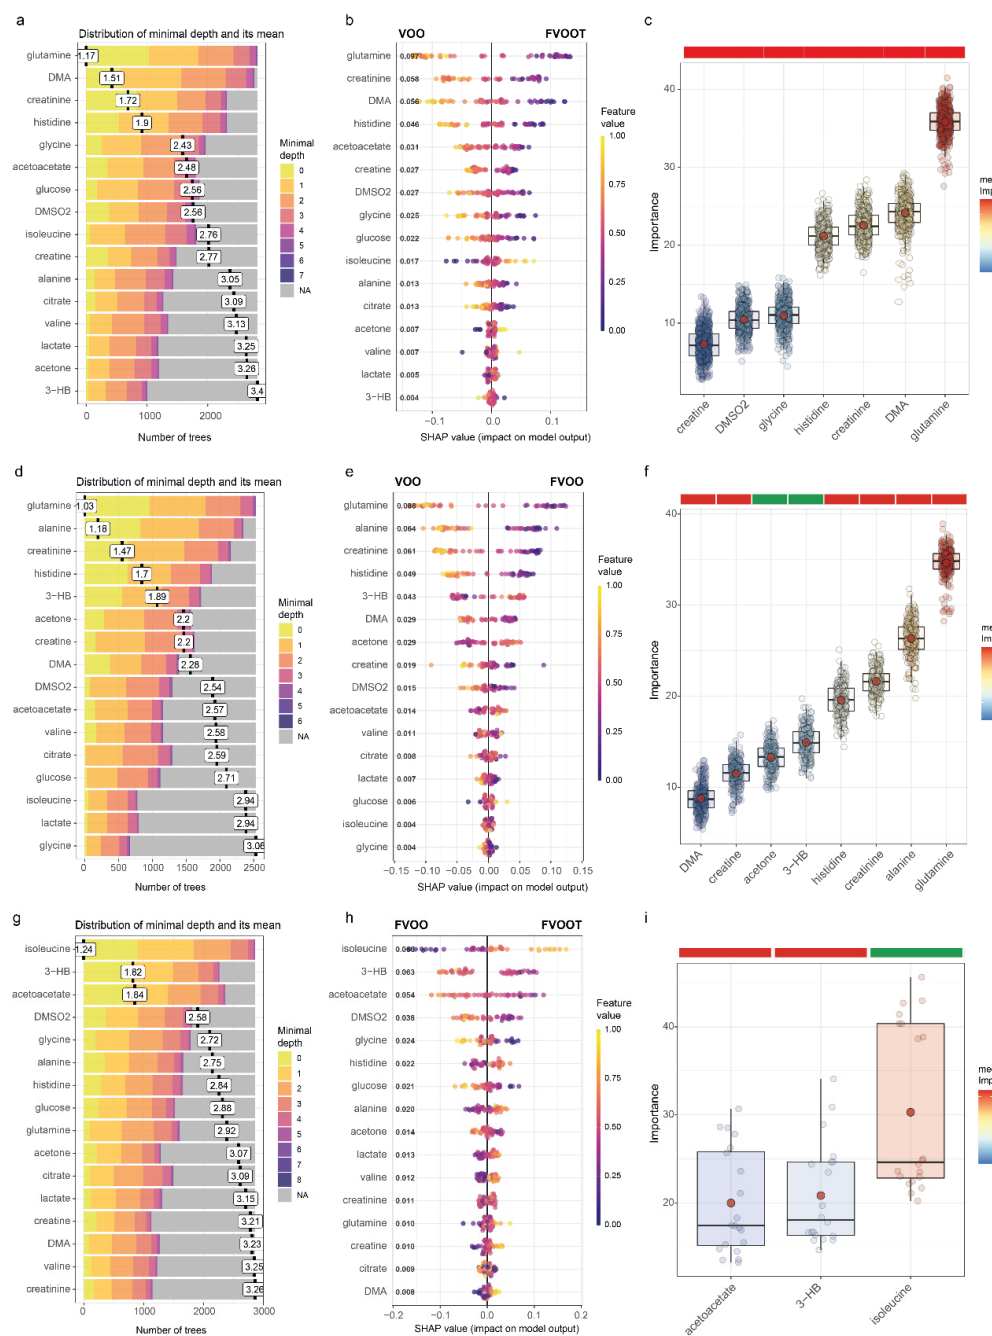 a
Distribution of minimal depth and its mean
glutamine
1.17
DMA
1.51
creatinine
1.72
histidine
1.9
glycine
2.43
acetoacetate
2.48
glucose
2.56
DMSO2
2.56
isoleucine
2.76
creatine
2.77
alanine
3.05
citrate
3.09
valine
3.13
lactate
3.25
acetone
3.26
3-HB
3.4
0
1000
2000
Number of trees
Minimal
depth
0
1
2
3
4
5
6
7
NA
b
VOO
FVOOT
glutamine
0.097
creatinine
0.058
DMA
0.056
histidine
0.046
acetoacetate
0.031
creatine
0.027
DMSO2
0.027
glycine
0.025
glucose
0.022
isoleucine
0.017
alanine
0.013
citrate
0.013
acetone
0.007
valine
0.007
lactate
0.005
3-HB
0.004
−0.1
0.0
0.1
SHAP value (impact on model output)
Feature
value
1.00
0.75
0.50
0.25
0.00
c
Importance
40
30
20
10
creatine
DMSO2
glycine
histidine
creatinine
DMA
glutamine
me
Imp
d
Distribution of minimal depth and its mean
glutamine
1.03
alanine
1.18
creatinine
1.47
histidine
1.7
3-HB
1.89
acetone
2.2
creatine
2.2
DMA
2.28
DMSO2
2.54
acetoacetate
2.57
valine
2.58
citrate
2.59
glucose
2.71
isoleucine
2.94
lactate
2.94
glycine
3.06
0
500
1000
1500
2000
2500
Number of trees
Minimal
depth
0
1
2
3
4
5
6
NA
e
VOO
FVOO
glutamine
0.088
alanine
0.064
creatinine
0.061
histidine
0.049
3-HB
0.043
DMA
0.029
acetone
0.029
creatine
0.019
DMSO2
0.015
acetoacetate
0.014
valine
0.011
citrate
0.008
lactate
0.007
glucose
0.006
isoleucine
0.004
glycine
0.004
−0.15
−0.10
−0.05
0.00
0.05
0.10
0.15
SHAP value (impact on model output)
Feature
value
1.00
0.75
0.50
0.25
0.00
f
Importance
40
30
20
10
DMA
creatine
acetone
3-HB
histidine
creatinine
alanine
glutamine
me
Imp
g
Distribution of minimal depth and its mean
isoleucine
1.24
3-HB
1.82
acetoacetate
1.84
DMSO2
2.58
glycine
2.72
alanine
2.75
histidine
2.84
glucose
2.88
glutamine
2.92
acetone
3.07
citrate
3.09
lactate
3.15
creatine
3.21
DMA
3.23
valine
3.25
creatinine
3.26
0
1000
2000
3000
Number of trees
Minimal
depth
0
1
2
3
4
5
6
7
8
NA
h
FVOO
FVOOT
isoleucine
3-HB
0.063
acetoacetate
0.054
DMSO2
0.038
glycine
0.024
histidine
0.022
glucose
0.021
alanine
0.020
acetone
0.014
lactate
0.013
valine
0.012
creatinine
0.011
glutamine
0.010
creatine
0.010
citrate
0.009
DMA
0.008
−0.2
−0.1
0.0
0.1
0.2
SHAP value (impact on model output)
Feature
value
1.00
0.75
0.50
0.25
0.00
i
Importance
40
30
20
acetoacetate
3-HB
isoleucine
me
Imp